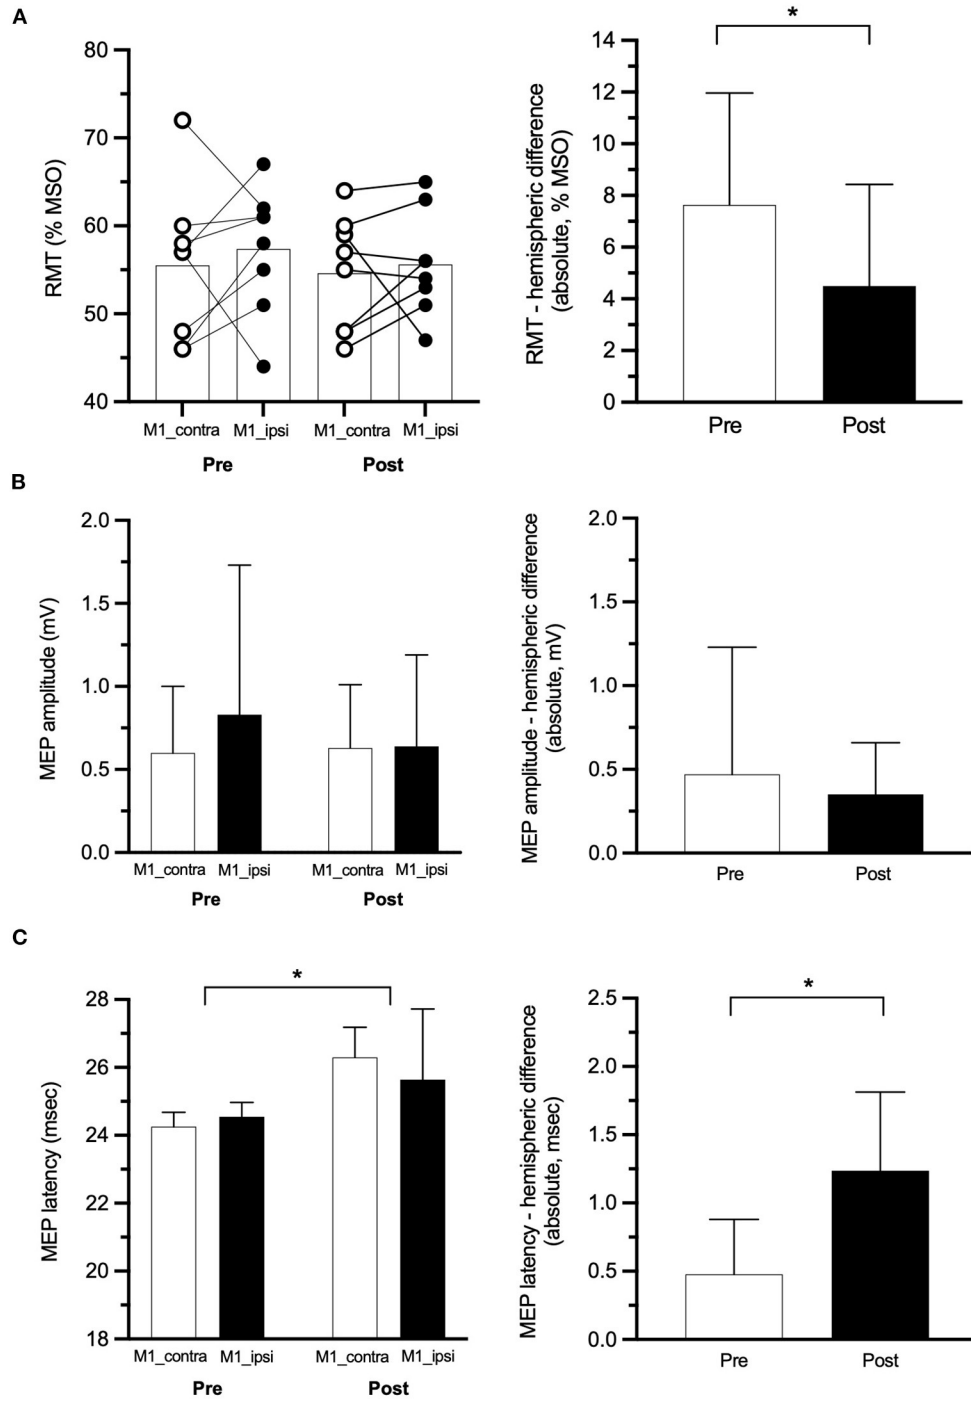 A
RMT (% MSO)
80
70
60
50
40
M1_contra M1_ipsi M1_contra M1_ipsi
Pre Post
*
RMT - hemispheric difference
(absolute, % MSO)
14
12
10
8
6
4
2
0
Pre Post
B
MEP amplitude (mV)
2.0
1.5
1.0
0.5
0.0
M1_contra M1_ipsi M1_contra M1_ipsi
Pre Post
MEP amplitude - hemispheric difference
(absolute, mV)
2.0
1.5
1.0
0.5
0.0
Pre Post
C
*
MEP latency (msec)
28
26
24
22
20
18
M1_contra M1_ipsi M1_contra M1_ipsi
Pre Post
*
MEP latency - hemispheric difference
(absolute, msec)
2.5
2.0
1.5
1.0
0.5
0.0
Pre Post